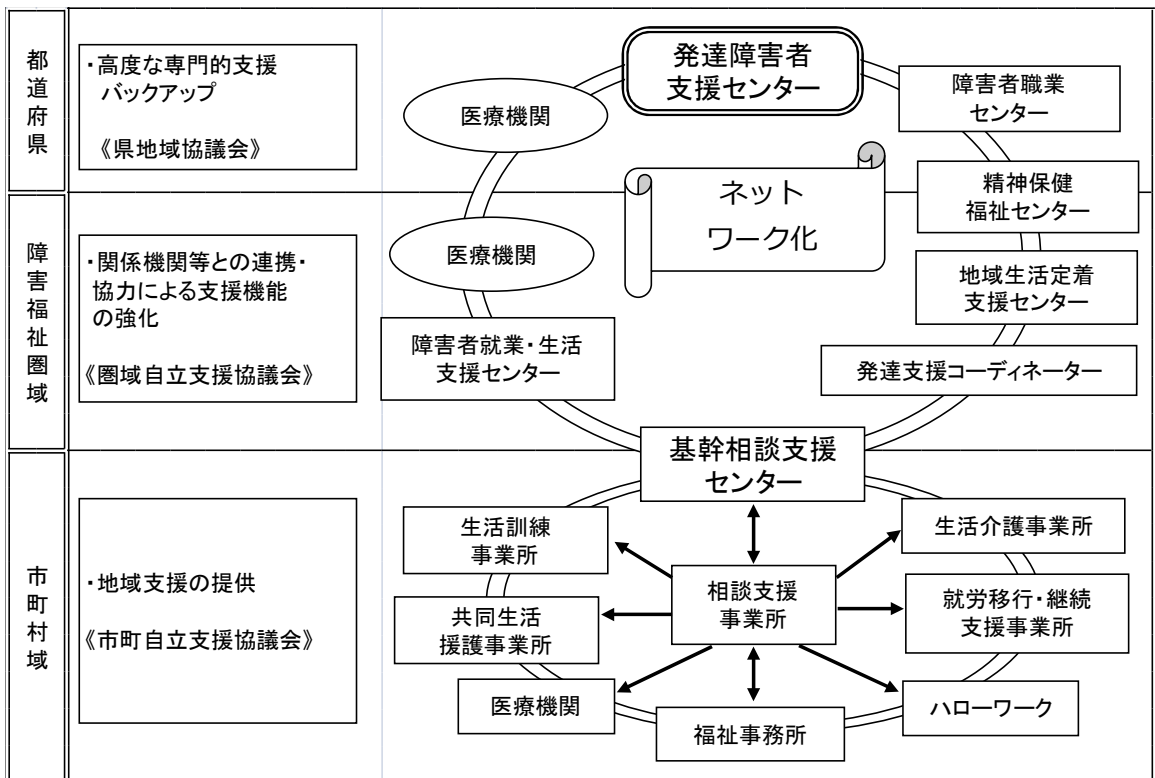 都道府県
・高度な専門的支援
バックアップ
《県地域協議会》
医療機関
発達障害者
支援センター
障害者職業
センター
ネット
ワーク化
精神保健
福祉センター
障害福祉圏域
・関係機関等との連携・
協力による支援機能
の強化
《圏域自立支援協議会》
医療機関
地域生活定着
支援センター
障害者就業・生活
支援センター
発達支援コーディネーター
基幹相談支援
センター
市町村域
・地域支援の提供
《市町自立支援協議会》
生活訓練
事業所
生活介護事業所
相談支援
事業所
共同生活
援護事業所
就労移行・継続
支援事業所
医療機関
福祉事務所
ハローワーク